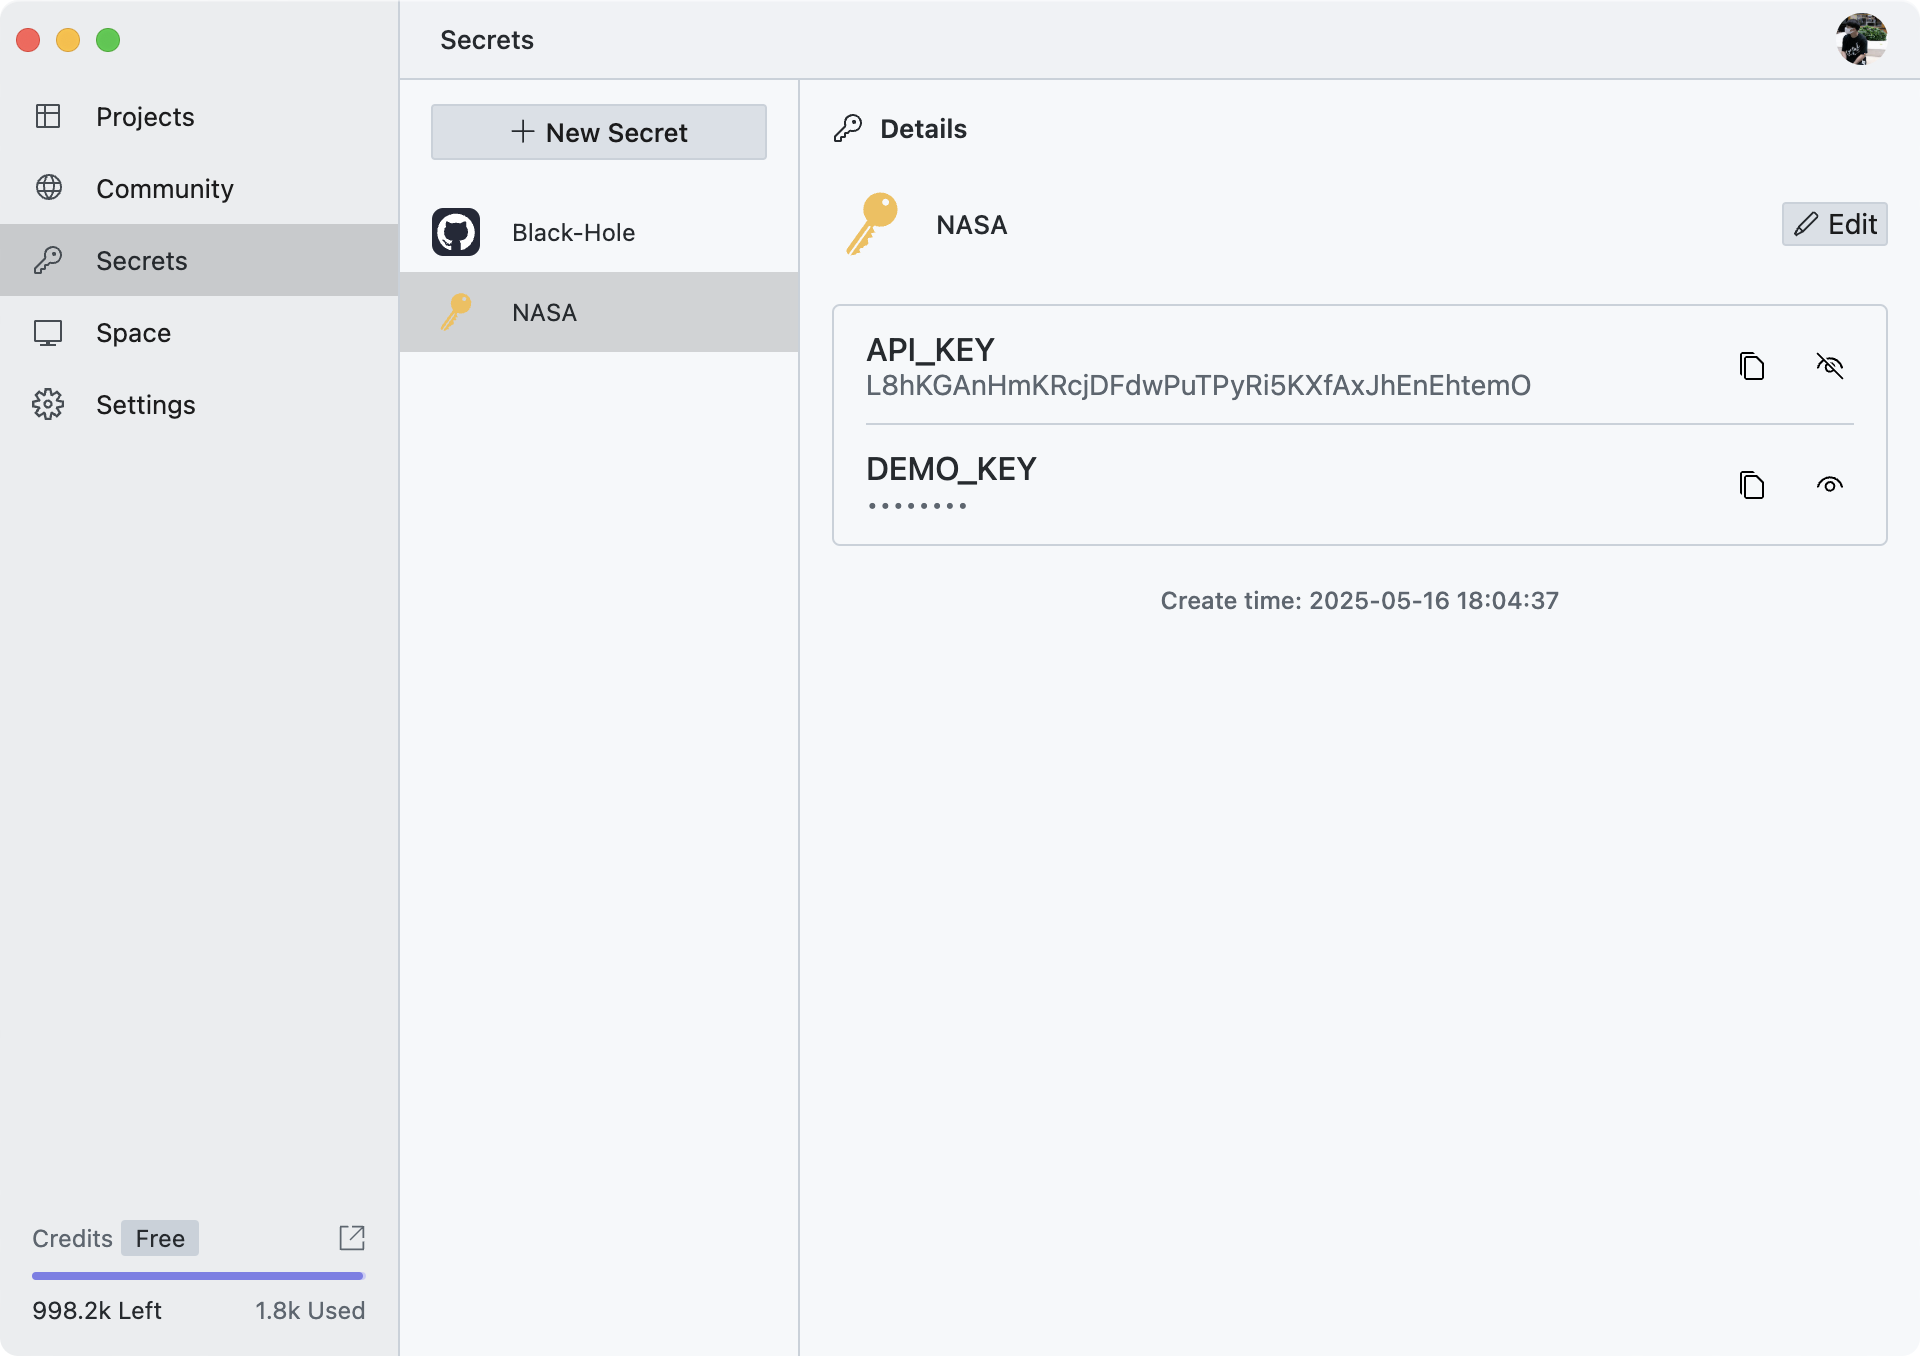 Secrets
Projects
Community
Secrets
Space
Settings
Credits Free
998.2k Left 1.8k Used
New Secret
Black-Hole
NASA
Details
NASA
Edit
API_KEY
L8hKGAnHmKRcjDFdwPuTPyRi5KXfAxJhEnEhtemO
DEMO_KEY
••••••••
Create time: 2025-05-16 18:04:37